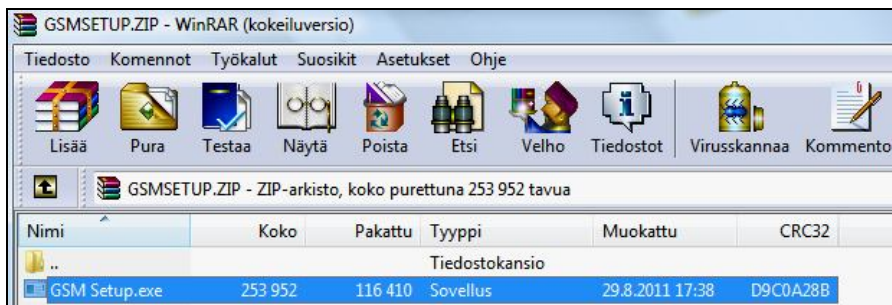 GSMSETUP.ZIP - WinRAR (kokeiluversio)
Tiedosto Komennot Työkalut Suosikit Asetukset Ohje
Lisää Pura Testaa Näytä Poista Etsi Velho Tiedostot Virusskannaa Kommento
GSMSETUP.ZIP - ZIP-arkisto, koko purettuna 253 952 tavua
Nimi Koko Pakattu Tyyppi Muokattu CRC32
.. Tiedostokansio
GSM Setup.exe 253 952 116 410 Sovellus 29.8.2011 17:38 D9C0A28B